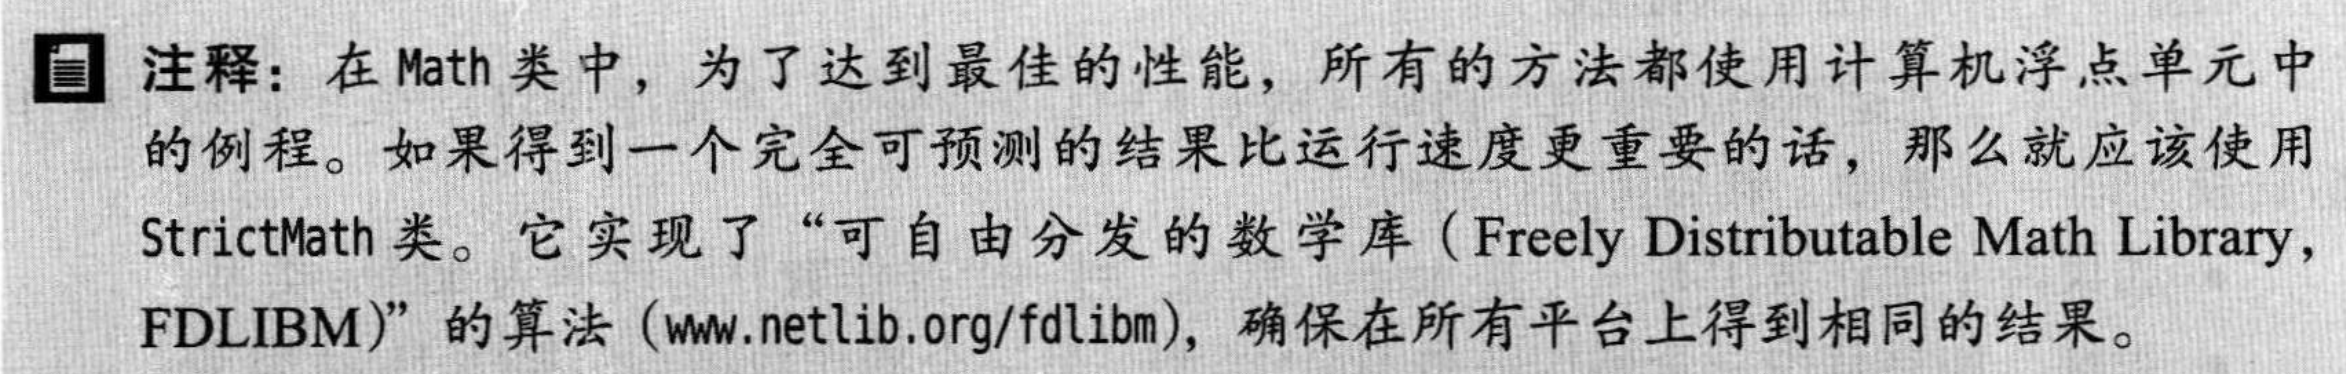 注释：在 Math 类中，为了达到最佳的性能，所有的方法都使用计算机浮点单元中
的例程。如果得到一个完全可预测的结果比运行速度更重要的话，那么就应该使用
StrictMath 类。它实现了“可自由分发的数学库（Freely Distributable Math Library,
FDLIBM)”的算法 (www.netlib.org/fdlibm)，确保在所有平台上得到相同的结果。